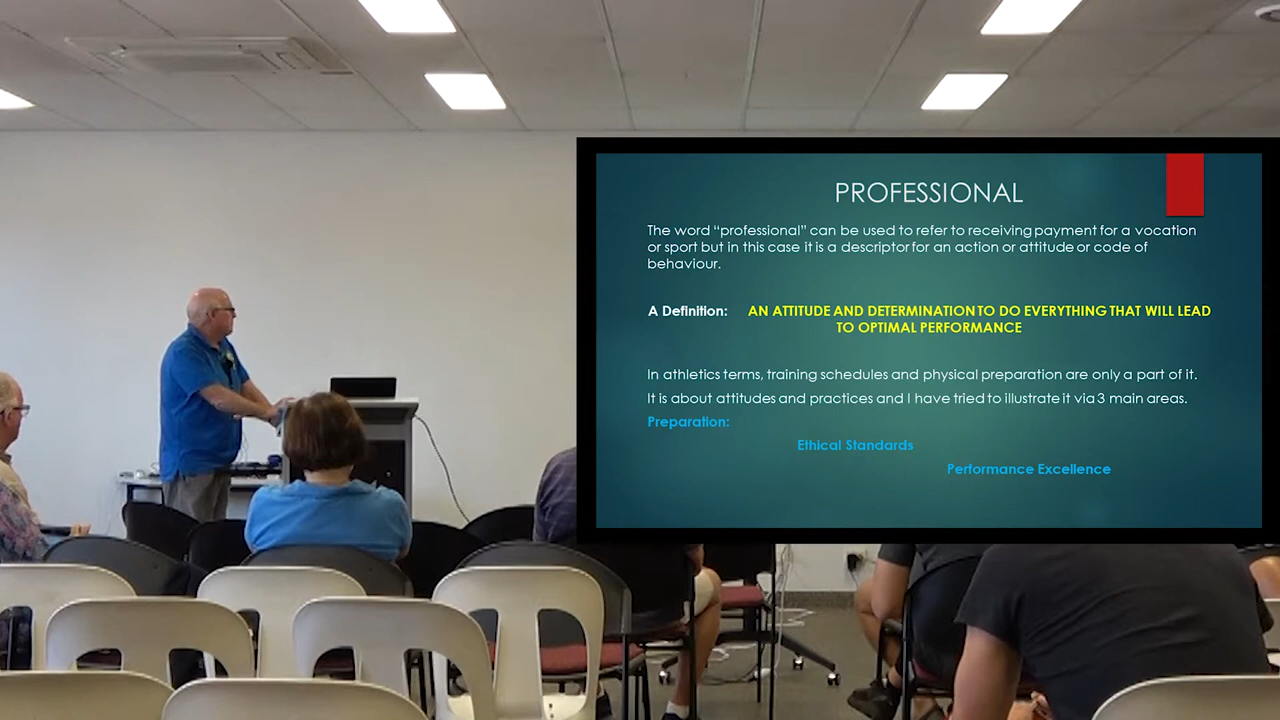 PROFESSIONAL
The word “professional” can be used to refer to receiving payment for a vocation
or sport but in this case it is a descriptor for an action or attitude or code of
behaviour.
A Definition: AN ATTITUDE AND DETERMINATION TO DO EVERYTHING THAT WILL LEAD
TO OPTIMAL PERFORMANCE
In athletics terms, training schedules and physical preparation are only a part of it.
It is about attitudes and practices and I have tried to illustrate it via 3 main areas.
Preparation:
Ethical Standards
Performance Excellence